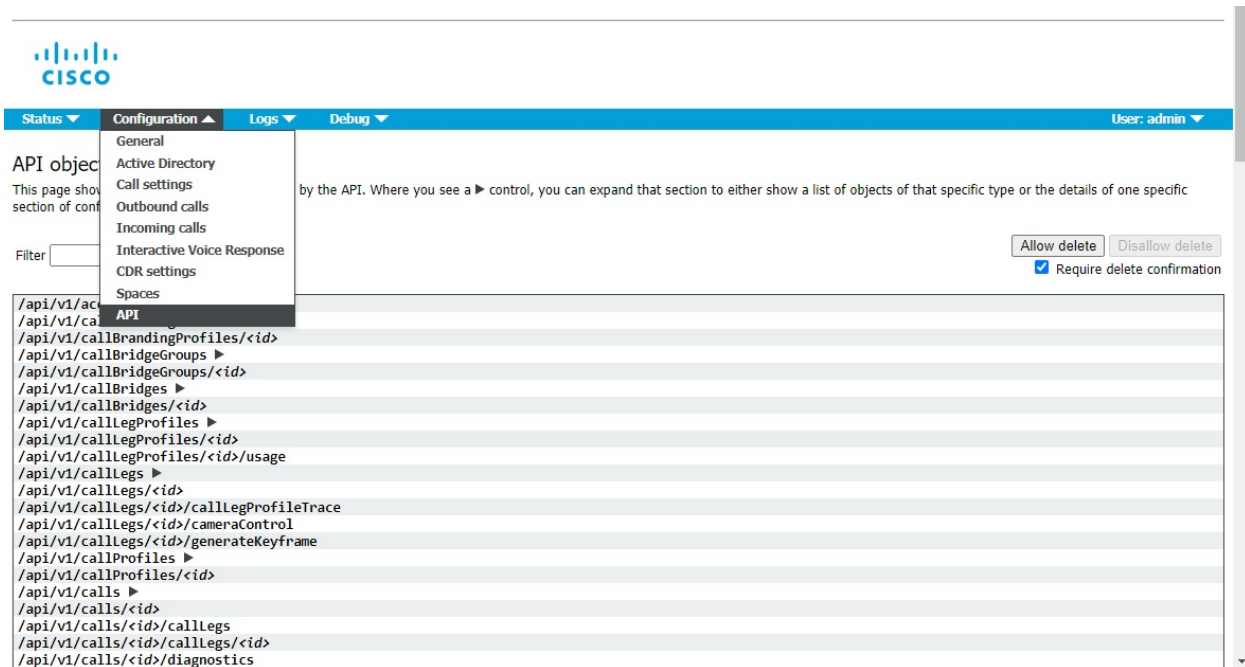 CISCO
Status Configuration Logs Debug User: admin
General
Active Directory
Call settings
Outbound calls
Incoming calls
Interactive Voice Response
CDR settings
Spaces
API
API objec
This page sho by the API. Where you see a ▶ control, you can expand that section to either show a list of objects of that specific type or the details of one specific
section of conf
Filter
Allow delete Disallow delete
Require delete confirmation
/api/v1/ac
/api/v1/cal
/api/v1/callBrandingProfiles/<id>
/api/v1/callBridgeGroups ▶
/api/v1/callBridgeGroups/<id>
/api/v1/callBridges ▶
/api/v1/callBridges/<id>
/api/v1/callLegProfiles ▶
/api/v1/callLegProfiles/<id>
/api/v1/callLegProfiles/<id>/usage
/api/v1/callLegs ▶
/api/v1/callLegs/<id>
/api/v1/callLegs/<id>/callLegProfileTrace
/api/v1/callLegs/<id>/cameraControl
/api/v1/callLegs/<id>/generateKeyframe
/api/v1/callProfiles ▶
/api/v1/callProfiles/<id>
/api/v1/calls ▶
/api/v1/calls/<id>
/api/v1/calls/<id>/callLegs
/api/v1/calls/<id>/callLegs/<id>
/api/v1/calls/<id>/diagnostics